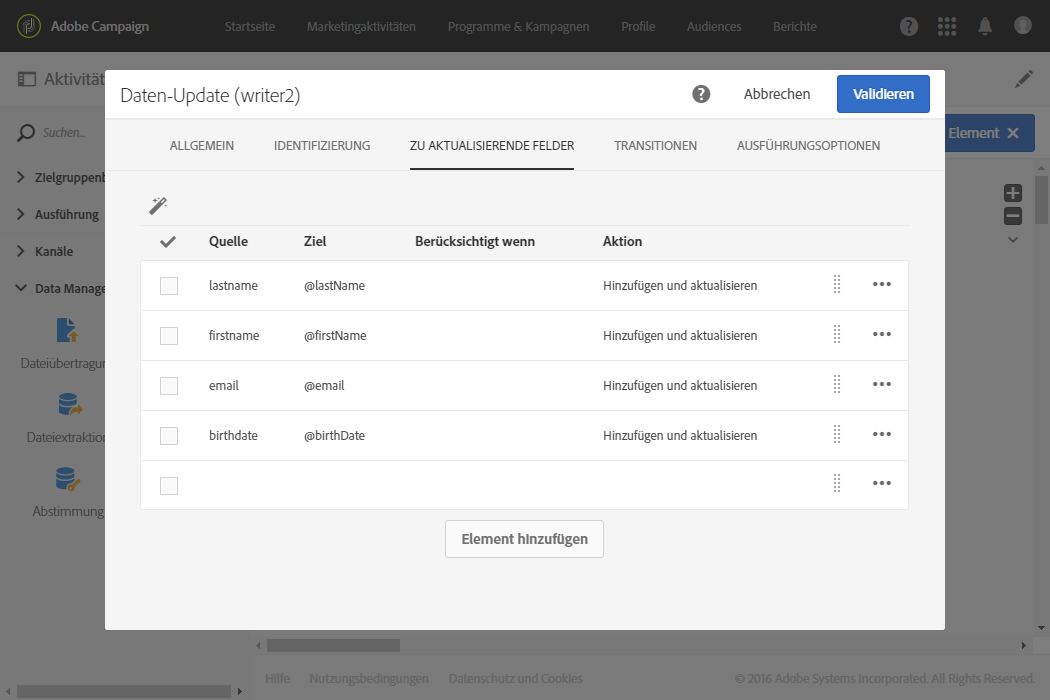 Adobe Campaign Startseite Marketingaktivitäten Programme & Kampagnen Profile Audiences Berichte
Aktivität
Daten-Update (writer2) Abbrechen Validieren
Suchen...
Element
ALLGEMEIN IDENTIFIZIERUNG ZU AKTUALISIERENDE FELDER TRANSITIONEN AUSFÜHRUNGSOPTIONEN
Zielgruppenb
Ausführung
Kanäle
Data Manage
Dateiübertragun
Dateiextraktion
Abstimmung
Quelle Ziel Berücksichtigt wenn Aktion
lastname @lastName Hinzufügen und aktualisieren
firstname @firstName Hinzufügen und aktualisieren
email @email Hinzufügen und aktualisieren
birthdate @birthDate Hinzufügen und aktualisieren
Element hinzufügen
Hilfe Nutzungsbedingungen Datenschutz und Cookies © 2016 Adobe Systems Incorporated. All Rights Reserved.